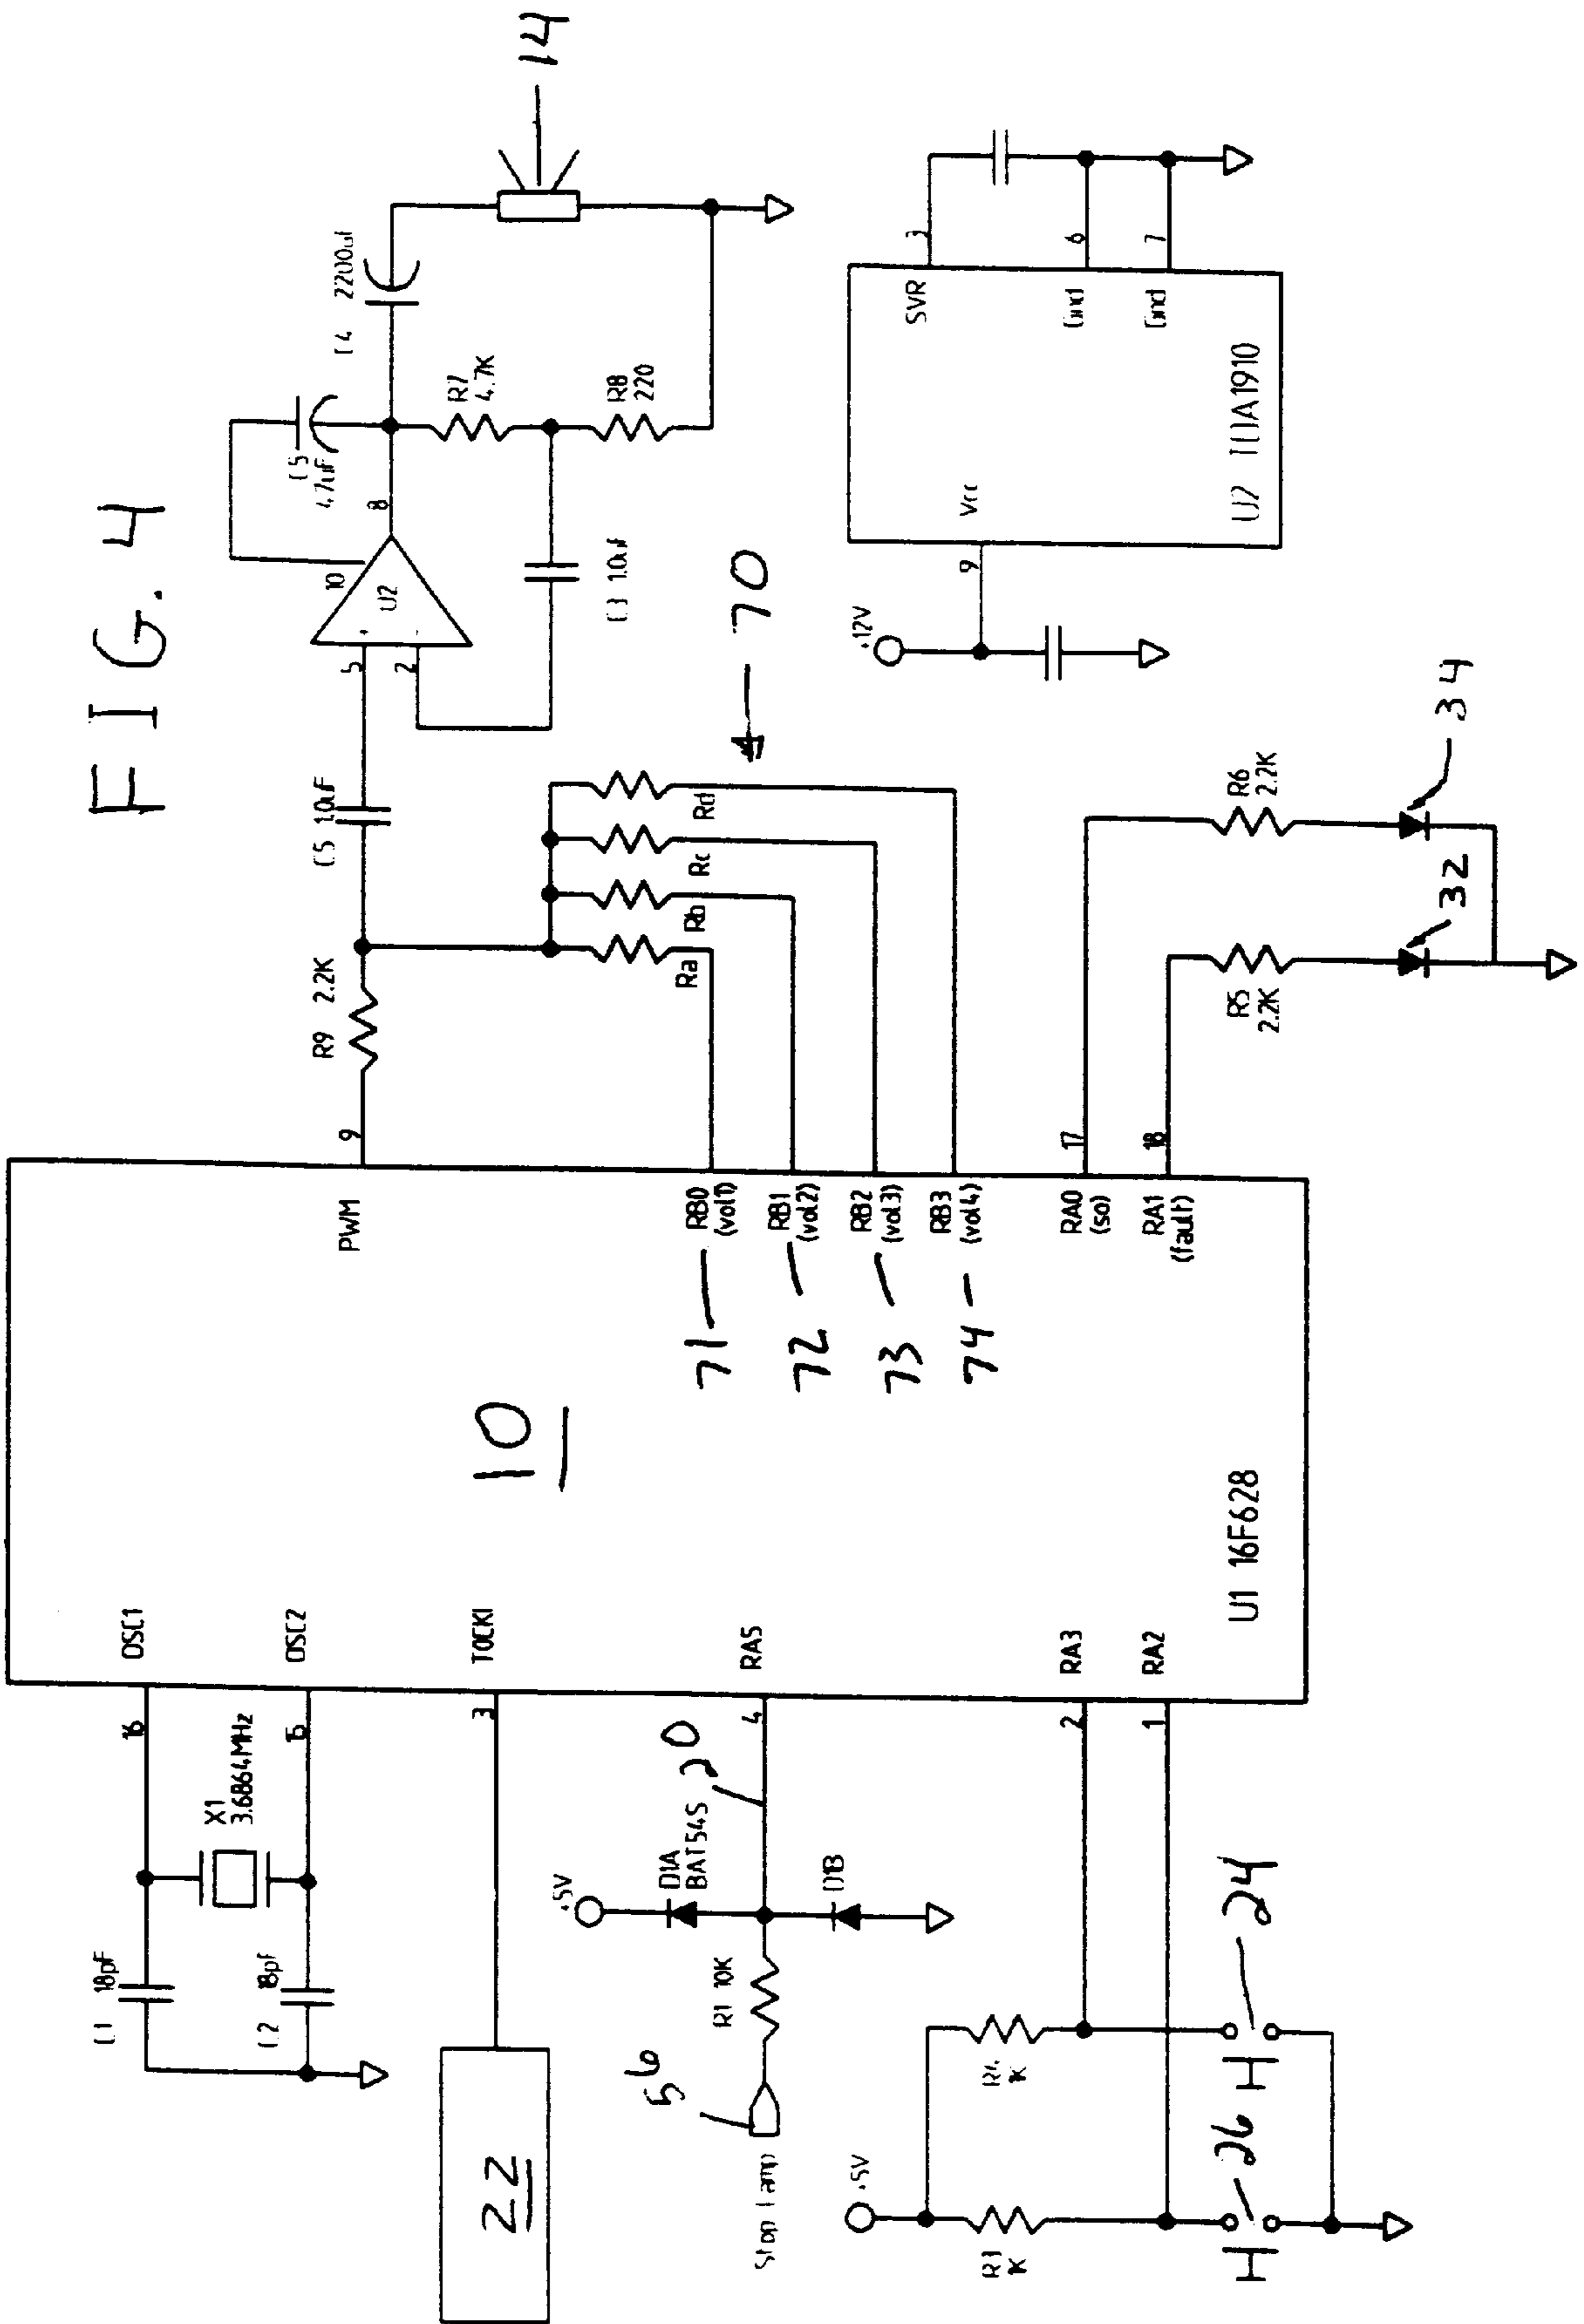 FIG. 4
C1 18pF
C2 18pF
X1
3.6864MHz
16
15
OSC1
OSC2
22
3
T0CKI
56
Stop Lamp
R1 10K
+5V
D1A
BAT54S
D1B
20
4
RA5
+5V
R3
1K
R4
1K
26
24
2
1
RA3
RA2
10
U1 16F628
PWM
9
71
RB0
(vol1)
72
RB1
(vol2)
73
RB2
(vol3)
74
RB3
(vol4)
RA0
(so)
17
RA1
(fault)
18
R9 2.2K
C5 1.0uF
Ra
Rb
Rc
Rd
70
5
2
10
8
U2
C5
4.7uF
C4 2200uF
R7
4.7K
R8
220
C3 1.0uF
14
R5
2.2K
R6
2.2K
32
34
+12V
9
Vcc
SVR
3
Gnd
6
Gnd
7
U2 TDA1910